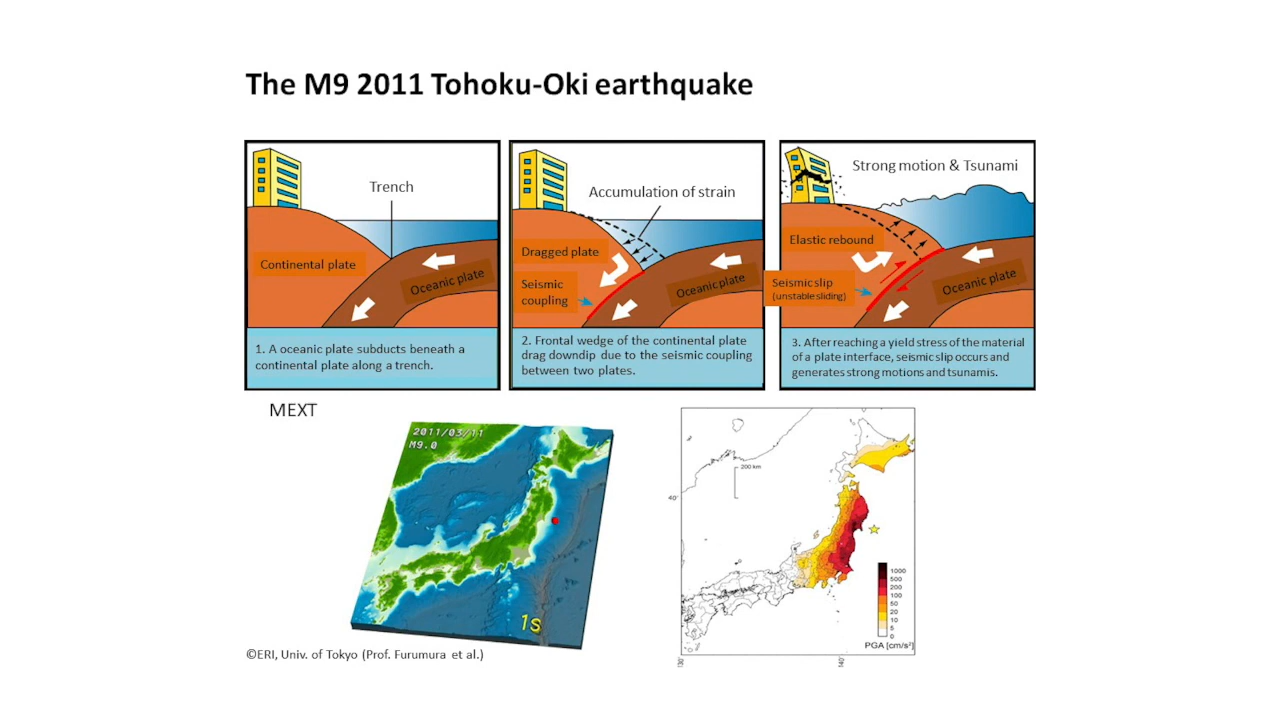 The M9 2011 Tohoku-Oki earthquake
Trench
Continental plate
Oceanic plate
1. A oceanic plate subducts beneath a
continental plate along a trench.
Accumulation of strain
Dragged plate
Seismic
coupling
Oceanic plate
2. Frontal wedge of the continental plate
drag downdip due to the seismic coupling
between two plates.
Strong motion & Tsunami
Elastic rebound
Seismic slip
(unstable sliding)
Oceanic plate
3. After reaching a yield stress of the material
of a plate interface, seismic slip occurs and
generates strong motions and tsunamis.
MEXT
2011/03/11
M9.0
1s
©ERI, Univ. of Tokyo (Prof. Furumura et al.)
200 km
40˚
1000
500
200
100
50
20
10
5
0
PGA [cm/s²]
130˚
140˚